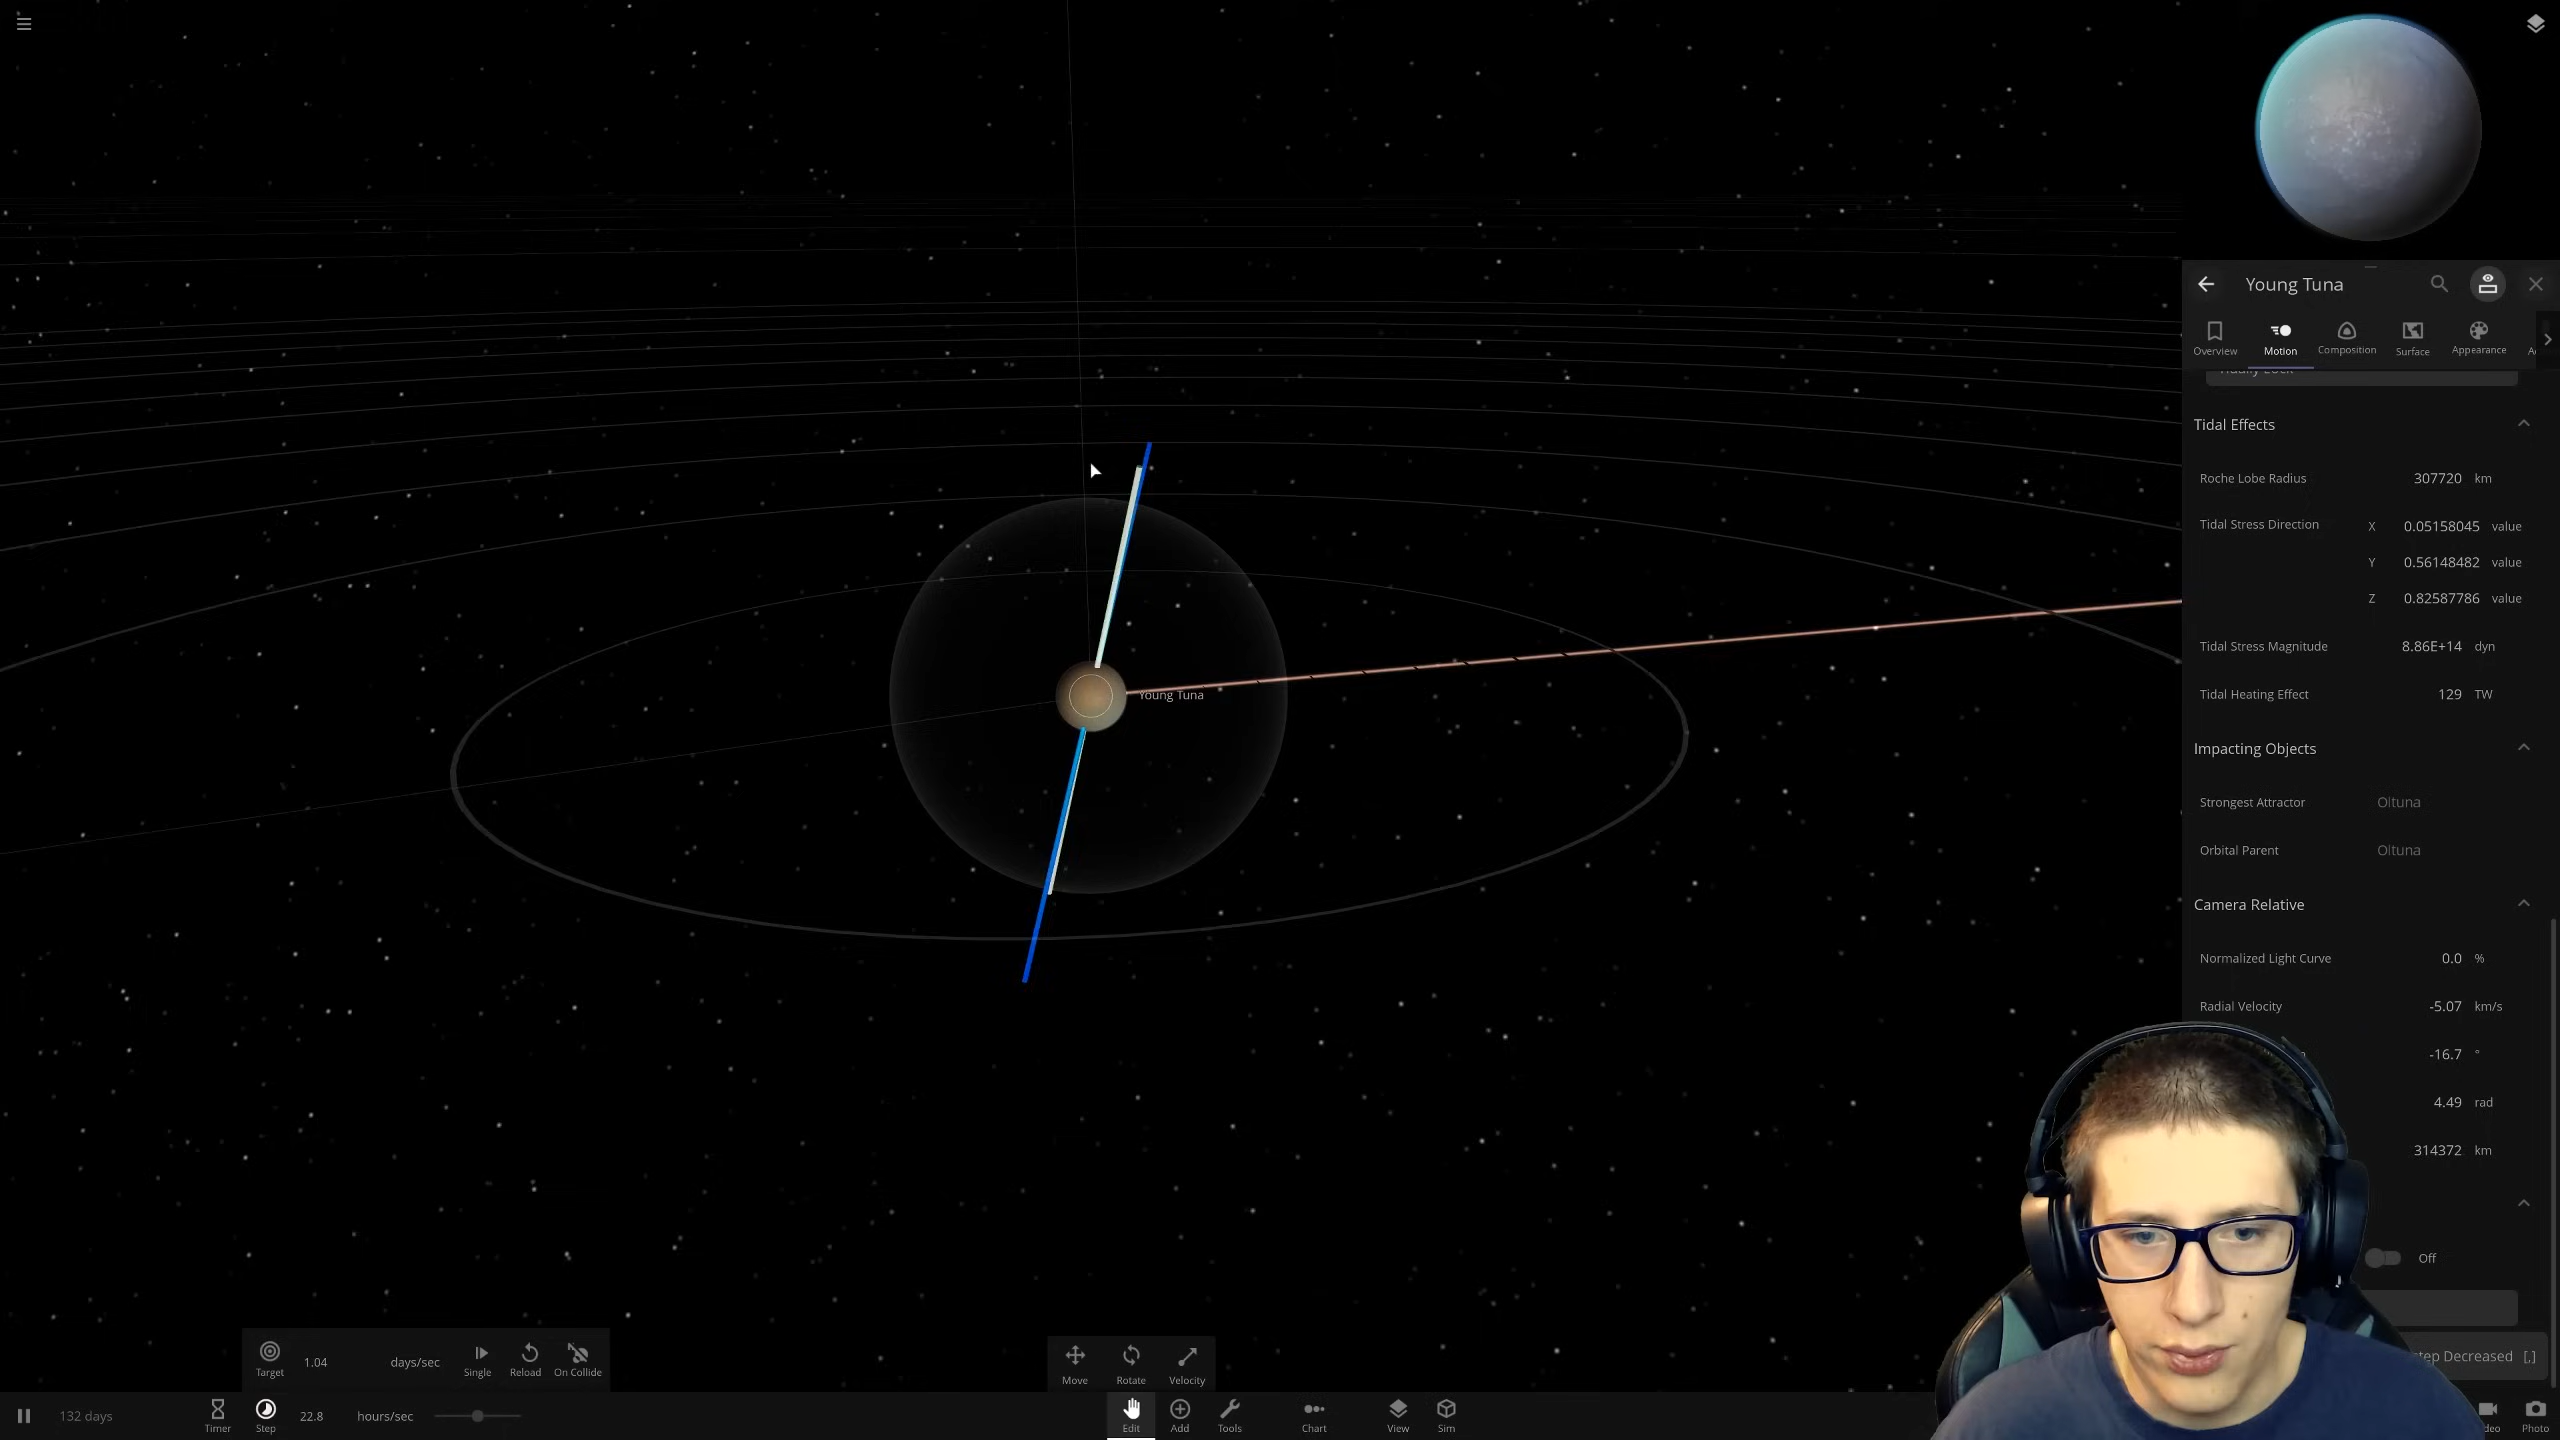 Young Tuna
Overview
Motion
Composition
Surface
Appearance
Tidal Effects
Roche Lobe Radius 307720 km
Tidal Stress Direction X 0.05158045 value
Y 0.56148482 value
Z 0.82587786 value
Tidal Stress Magnitude 8.86E+14 dyn
Tidal Heating Effect 129 TW
Impacting Objects
Strongest Attractor Oltuna
Orbital Parent Oltuna
Camera Relative
Normalized Light Curve 0.0 %
Radial Velocity -5.07 km/s
-16.7 °
4.49 rad
314372 km
Off
Decreased [,]
Young Tuna
Target 1.04 days/sec Single Reload On Collide
Move Rotate Velocity
132 days Timer Step 22.8 hours/sec
Edit Add Tools Chart View Sim
Photo